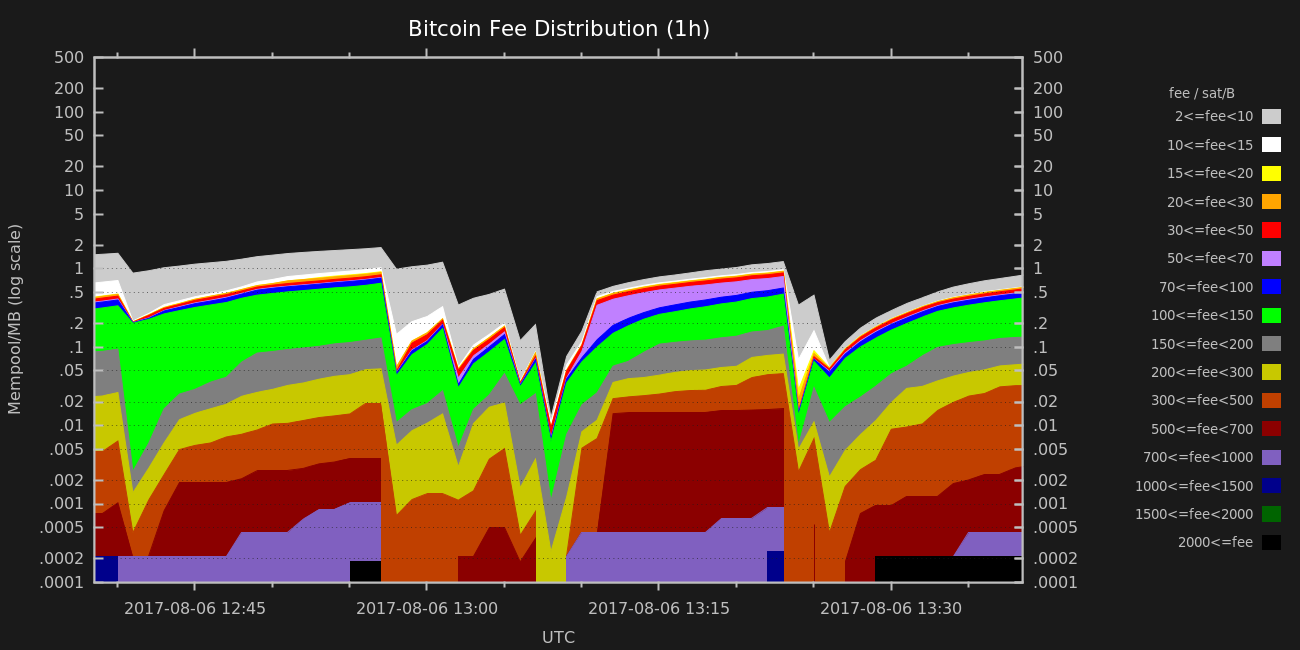 Bitcoin Fee Distribution (1h)
500 500
200 200
100 100
50 50
20 20
10 10
5 5
2 2
1 1
.5 .5
.2 .2
.1 .1
.05 .05
.02 .02
.01 .01
.005 .005
.002 .002
.001 .001
.0005 .0005
.0002 .0002
.0001 .0001
Mempool/MB (log scale)
2017-08-06 12:45 2017-08-06 13:00 2017-08-06 13:15 2017-08-06 13:30
UTC
fee / sat/B
2<=fee<10
10<=fee<15
15<=fee<20
20<=fee<30
30<=fee<50
50<=fee<70
70<=fee<100
100<=fee<150
150<=fee<200
200<=fee<300
300<=fee<500
500<=fee<700
700<=fee<1000
1000<=fee<1500
1500<=fee<2000
2000<=fee